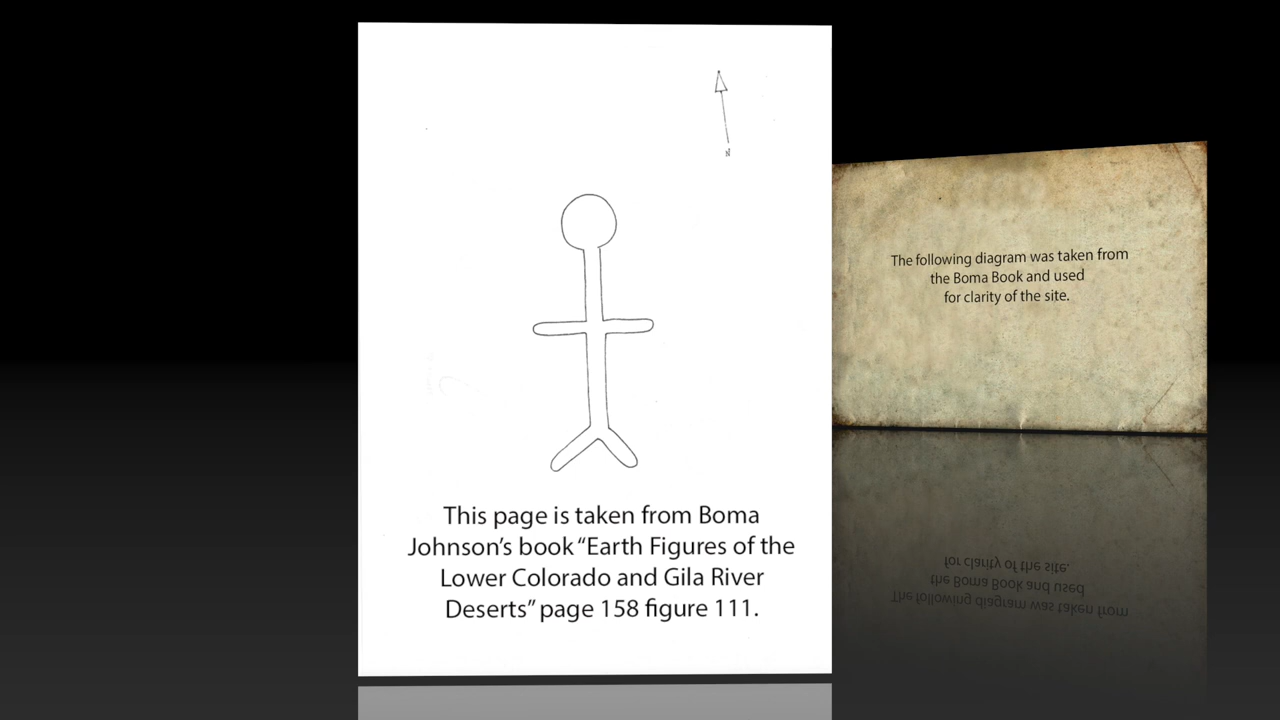 N
This page is taken from Boma
Johnson's book “Earth Figures of the
Lower Colorado and Gila River
Deserts” page 158 figure 111.
The following diagram was taken from
the Boma Book and used
for clarity of the site.